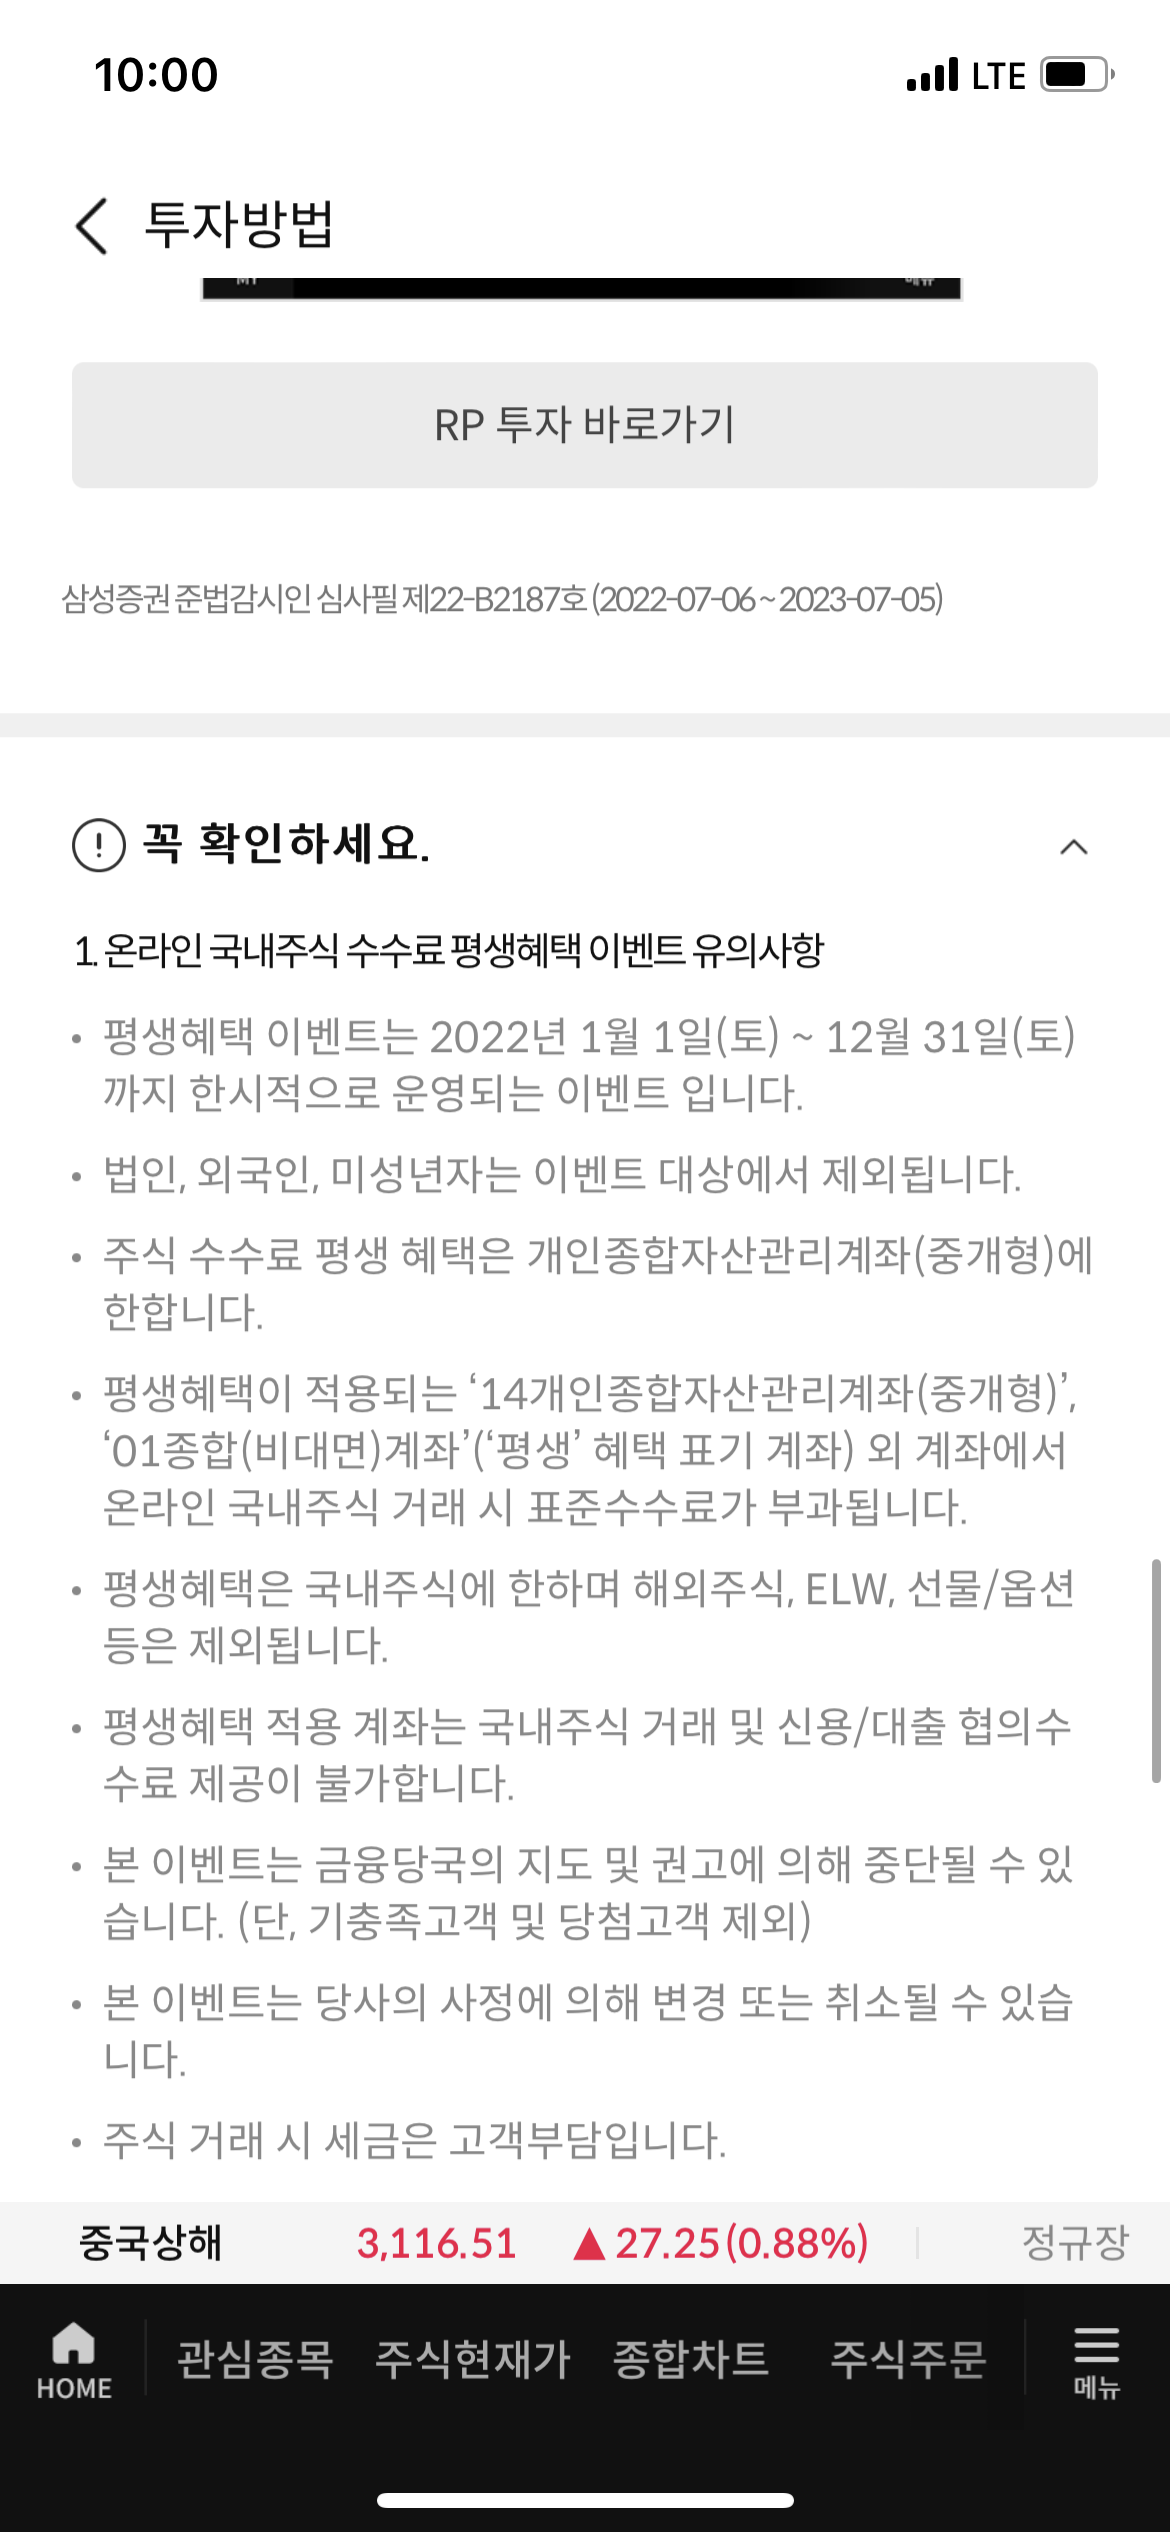 10:00
LTE
투자방법
MY
메뉴
RP 투자 바로가기
삼성증권 준법감시인 심사필 제22-B2187호 (2022-07-06 ~ 2023-07-05)
꼭 확인하세요.
1. 온라인 국내주식 수수료 평생혜택 이벤트 유의사항
• 평생혜택 이벤트는 2022년 1월 1일(토) ~ 12월 31일(토)
까지 한시적으로 운영되는 이벤트 입니다.
• 법인, 외국인, 미성년자는 이벤트 대상에서 제외됩니다.
• 주식 수수료 평생 혜택은 개인종합자산관리계좌(중개형)에
한합니다.
• 평생혜택이 적용되는 ‘14개인종합자산관리계좌(중개형)’,
‘01종합(비대면)계좌’(‘평생’ 혜택 표기 계좌) 외 계좌에서
온라인 국내주식 거래 시 표준수수료가 부과됩니다.
• 평생혜택은 국내주식에 한하며 해외주식, ELW, 선물/옵션
등은 제외됩니다.
• 평생혜택 적용 계좌는 국내주식 거래 및 신용/대출 협의수
수료 제공이 불가합니다.
• 본 이벤트는 금융당국의 지도 및 권고에 의해 중단될 수 있
습니다. (단, 기충족고객 및 당첨고객 제외)
• 본 이벤트는 당사의 사정에 의해 변경 또는 취소될 수 있습
니다.
• 주식 거래 시 세금은 고객부담입니다.
중국상해 3,116.51 ▲ 27.25(0.88%) 정규장
HOME 관심종목 주식현재가 종합차트 주식주문 메뉴